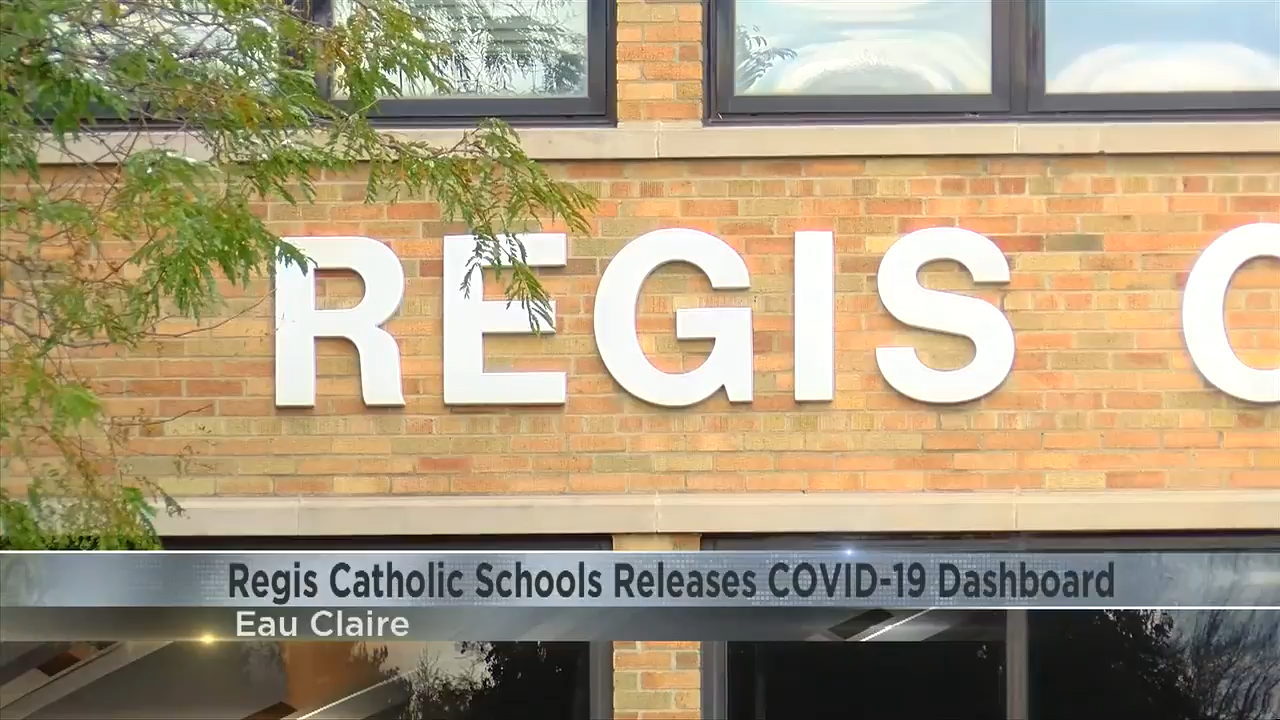 REGIS C
Regis Catholic Schools Releases COVID-19 Dashboard
Eau Claire